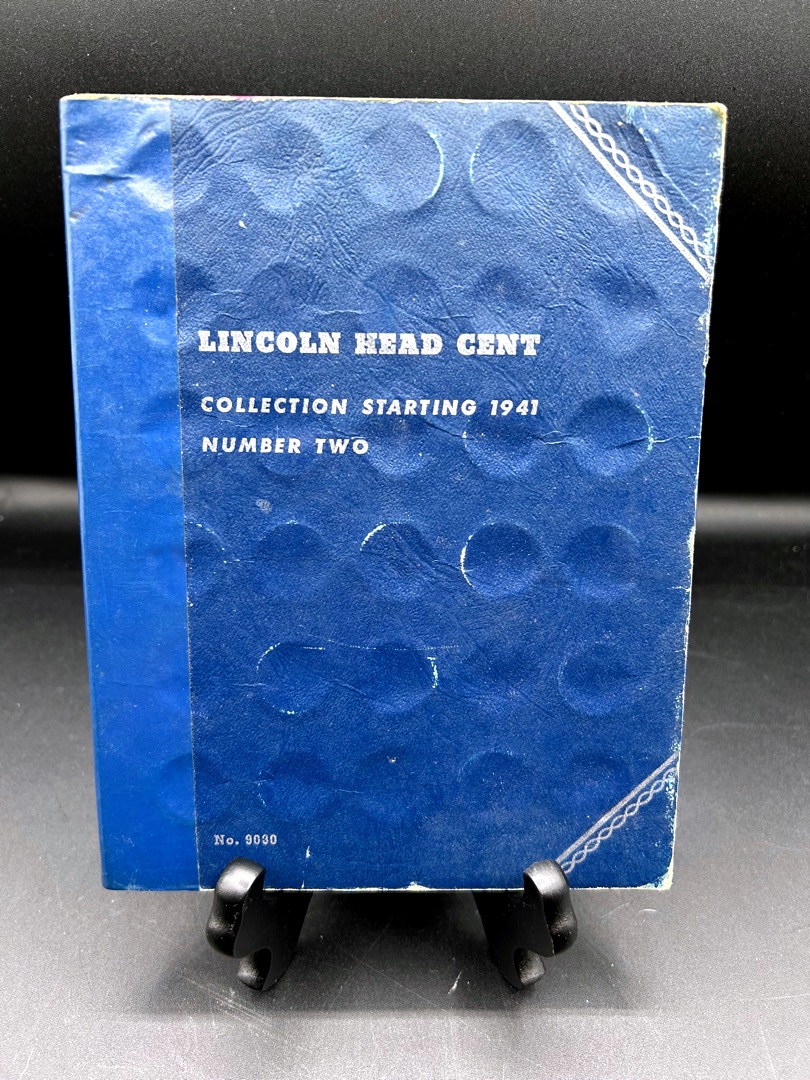 LINCOLN HEAD CENT
COLLECTION STARTING 1941
NUMBER TWO
No. 9030